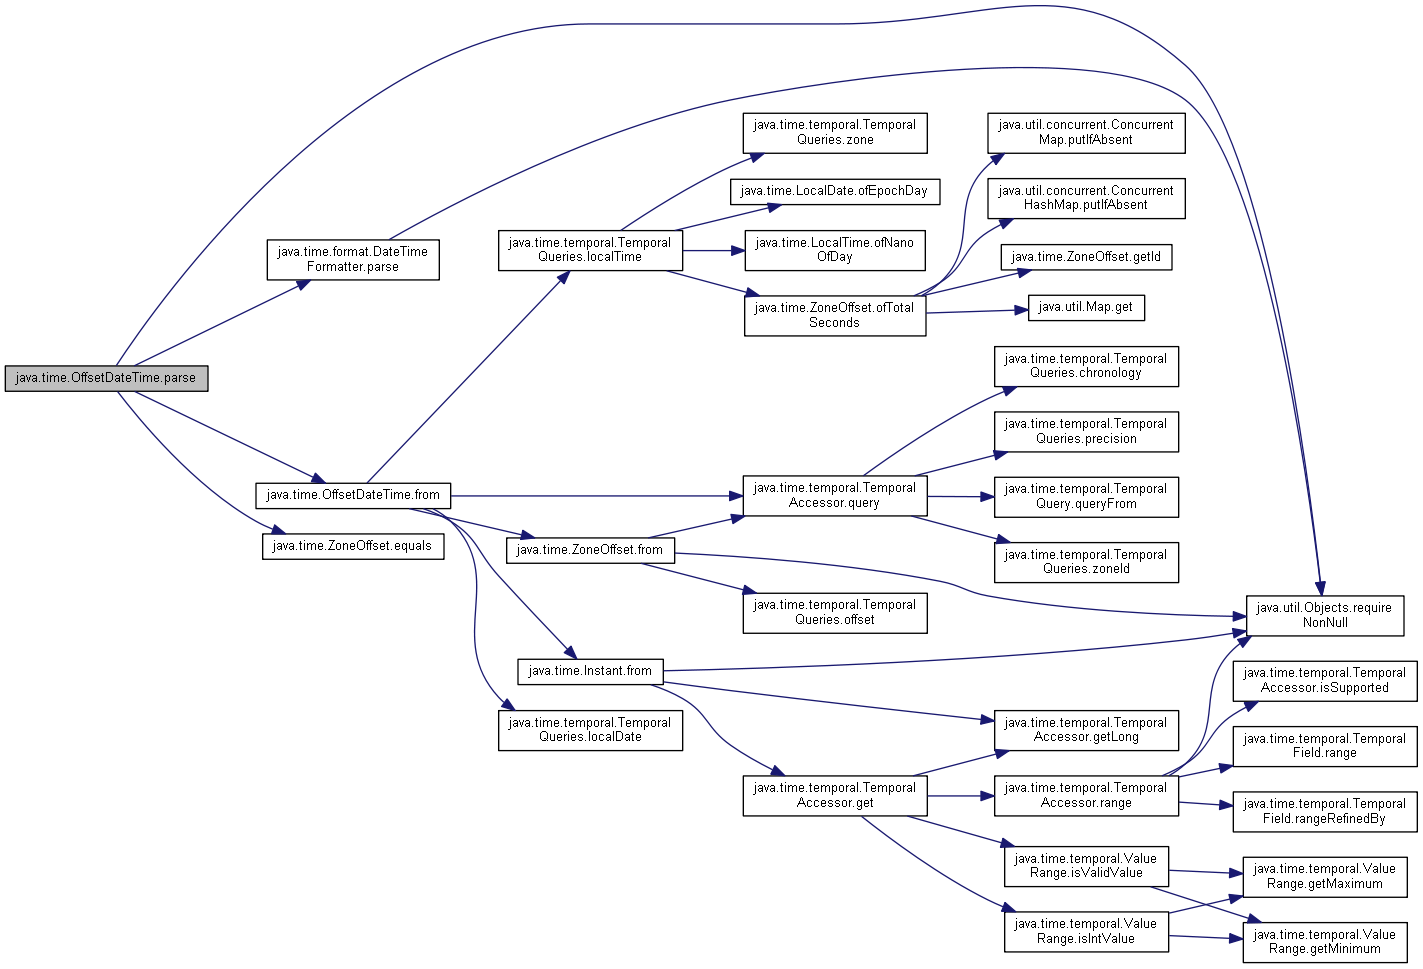 java.time.temporal.Temporal
Queries.zone
java.util.concurrent.Concurrent
Map.putIfAbsent
java.time.LocalDate.ofEpochDay
java.util.concurrent.Concurrent
HashMap.putIfAbsent
java.time.format.DateTime
Formatter.parse
java.time.temporal.Temporal
Queries.localTime
java.time.LocalTime.ofNano
OfDay
java.time.ZoneOffset.getId
java.time.ZoneOffset.ofTotal
Seconds
java.util.Map.get
java.time.OffsetDateTime.parse
java.time.temporal.Temporal
Queries.chronology
java.time.temporal.Temporal
Queries.precision
java.time.OffsetDateTime.from
java.time.temporal.Temporal
Accessor.query
java.time.temporal.Temporal
Query.queryFrom
java.time.ZoneOffset.equals
java.time.ZoneOffset.from
java.time.temporal.Temporal
Queries.zoneId
java.time.temporal.Temporal
Queries.offset
java.util.Objects.require
NonNull
java.time.Instant.from
java.time.temporal.Temporal
Accessor.isSupported
java.time.temporal.Temporal
Queries.localDate
java.time.temporal.Temporal
Accessor.getLong
java.time.temporal.Temporal
Field.range
java.time.temporal.Temporal
Accessor.get
java.time.temporal.Temporal
Accessor.range
java.time.temporal.Temporal
Field.rangeRefinedBy
java.time.temporal.Value
Range.isValidValue
java.time.temporal.Value
Range.getMaximum
java.time.temporal.Value
Range.isIntValue
java.time.temporal.Value
Range.getMinimum